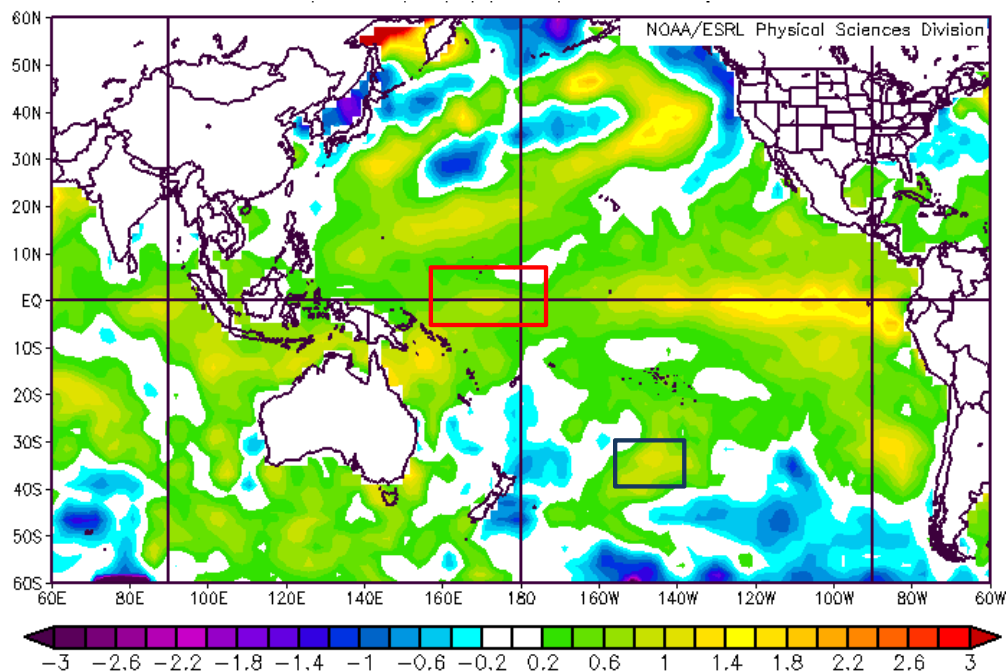 NOAA/ESRL Physical Sciences Division
60N
50N
40N
30N
20N
10N
EQ
10S
20S
30S
40S
50S
60S
60E 80E 100E 120E 140E 160E 180 160W 140W 120W 100W 80W 60W
−3 −2.6 −2.2 −1.8 −1.4 −1 −0.6 −0.2 0.2 0.6 1 1.4 1.8 2.2 2.6 3